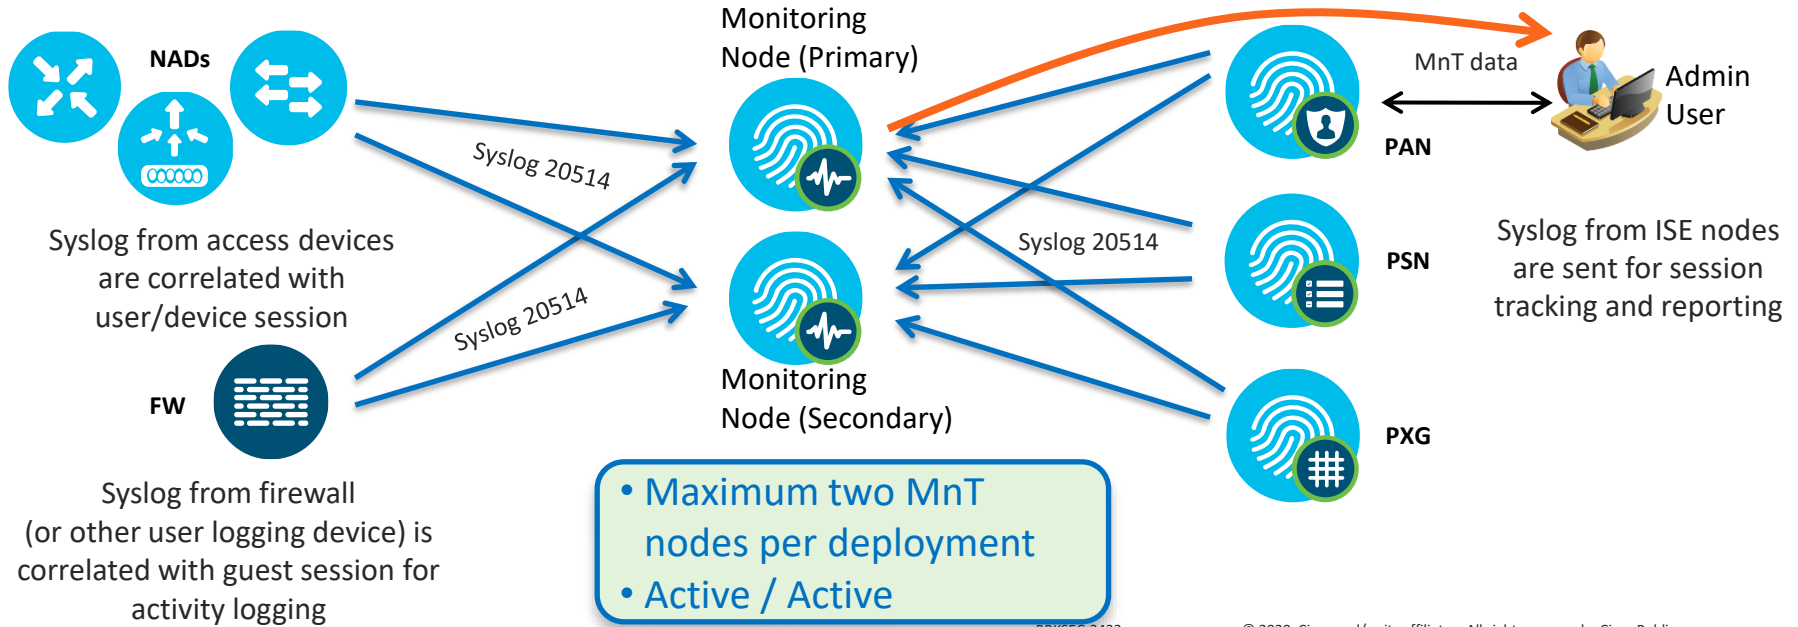 NADs
Syslog 20514
Syslog from access devices
are correlated with
user/device session
FW
Syslog 20514
Syslog from firewall
(or other user logging device) is
correlated with guest session for
activity logging
Monitoring
Node (Primary)
Monitoring
Node (Secondary)
• Maximum two MnT
nodes per deployment
• Active / Active
Syslog 20514
MnT data
Admin
User
PAN
PSN
PXG
Syslog from ISE nodes
are sent for session
tracking and reporting